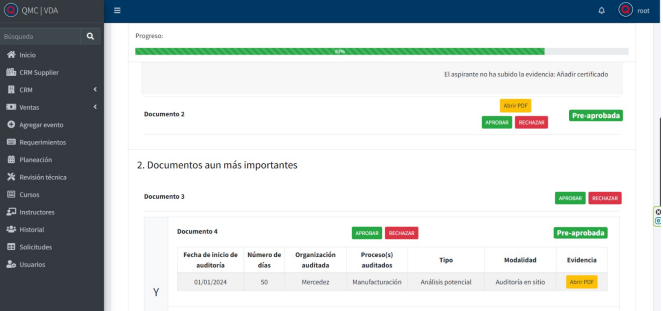 QMC | VDA
root
Búsqueda
Inicio
CRM Supplier
CRM
Ventas
Agregar evento
Requerimientos
Planeación
Revisión técnica
Cursos
Instructores
Historial
Solicitudes
Usuarios
Progreso:
83%
El aspirante no ha subido la evidencia: Añadir certificado
Documento 2
Abrir PDF
APROBAR RECHAZAR
Pre-aprobada
2. Documentos aun más importantes
Documento 3
APROBAR RECHAZAR
Y
Documento 4
APROBAR RECHAZAR
Pre-aprobada
Fecha de inicio de auditoría Número de días Organización auditada Proceso(s) auditados Tipo Modalidad Evidencia
01/01/2024 50 Mercedez Manufacturación Análisis potencial Auditoría en sitio Abrir PDF